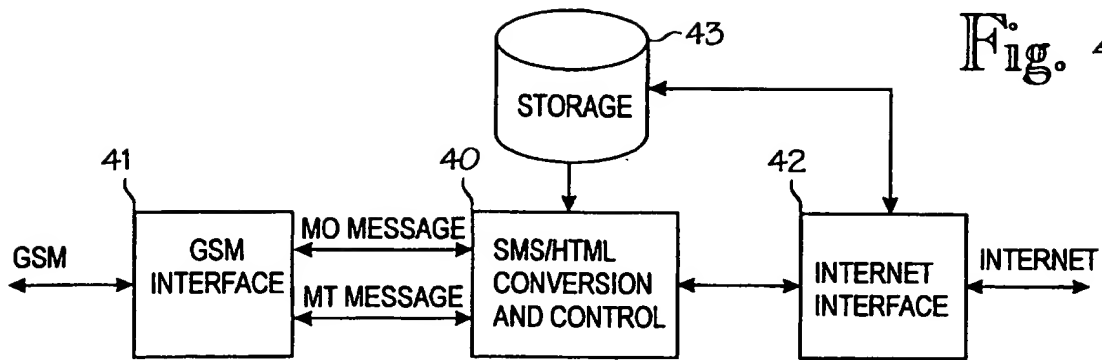 43
Fig. 4
STORAGE
41
40
42
MO MESSAGE
GSM
GSM
INTERFACE
SMS/HTML
CONVERSION
AND CONTROL
INTERNET
INTERFACE
INTERNET
MT MESSAGE